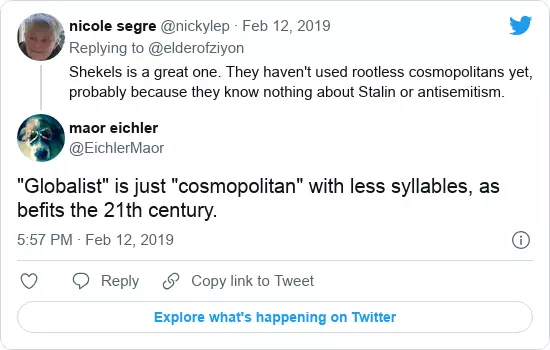 nicole segre @nickylep · Feb 12, 2019
Replying to @elderofziyon
Shekels is a great one. They haven't used rootless cosmopolitans yet,
probably because they know nothing about Stalin or antisemitism.
maor eichler
@EichlerMaor
"Globalist" is just "cosmopolitan" with less syllables, as
befits the 21th century.
5:57 PM · Feb 12, 2019
Reply Copy link to Tweet
Explore what's happening on Twitter